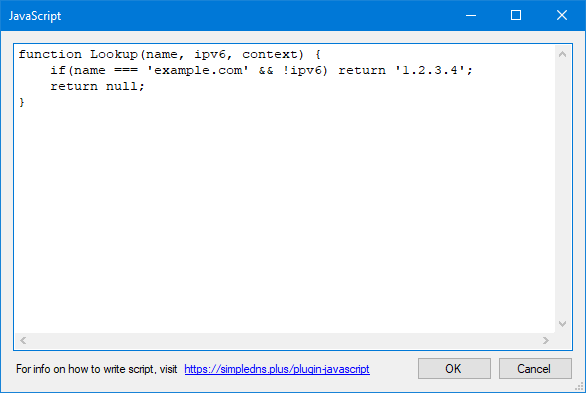 JavaScript
function Lookup(name, ipv6, context) {
    if(name === 'example.com' && !ipv6) return '1.2.3.4';
    return null;
}
For info on how to write script, visit https://simpledns.plus/plugin-javascript OK Cancel